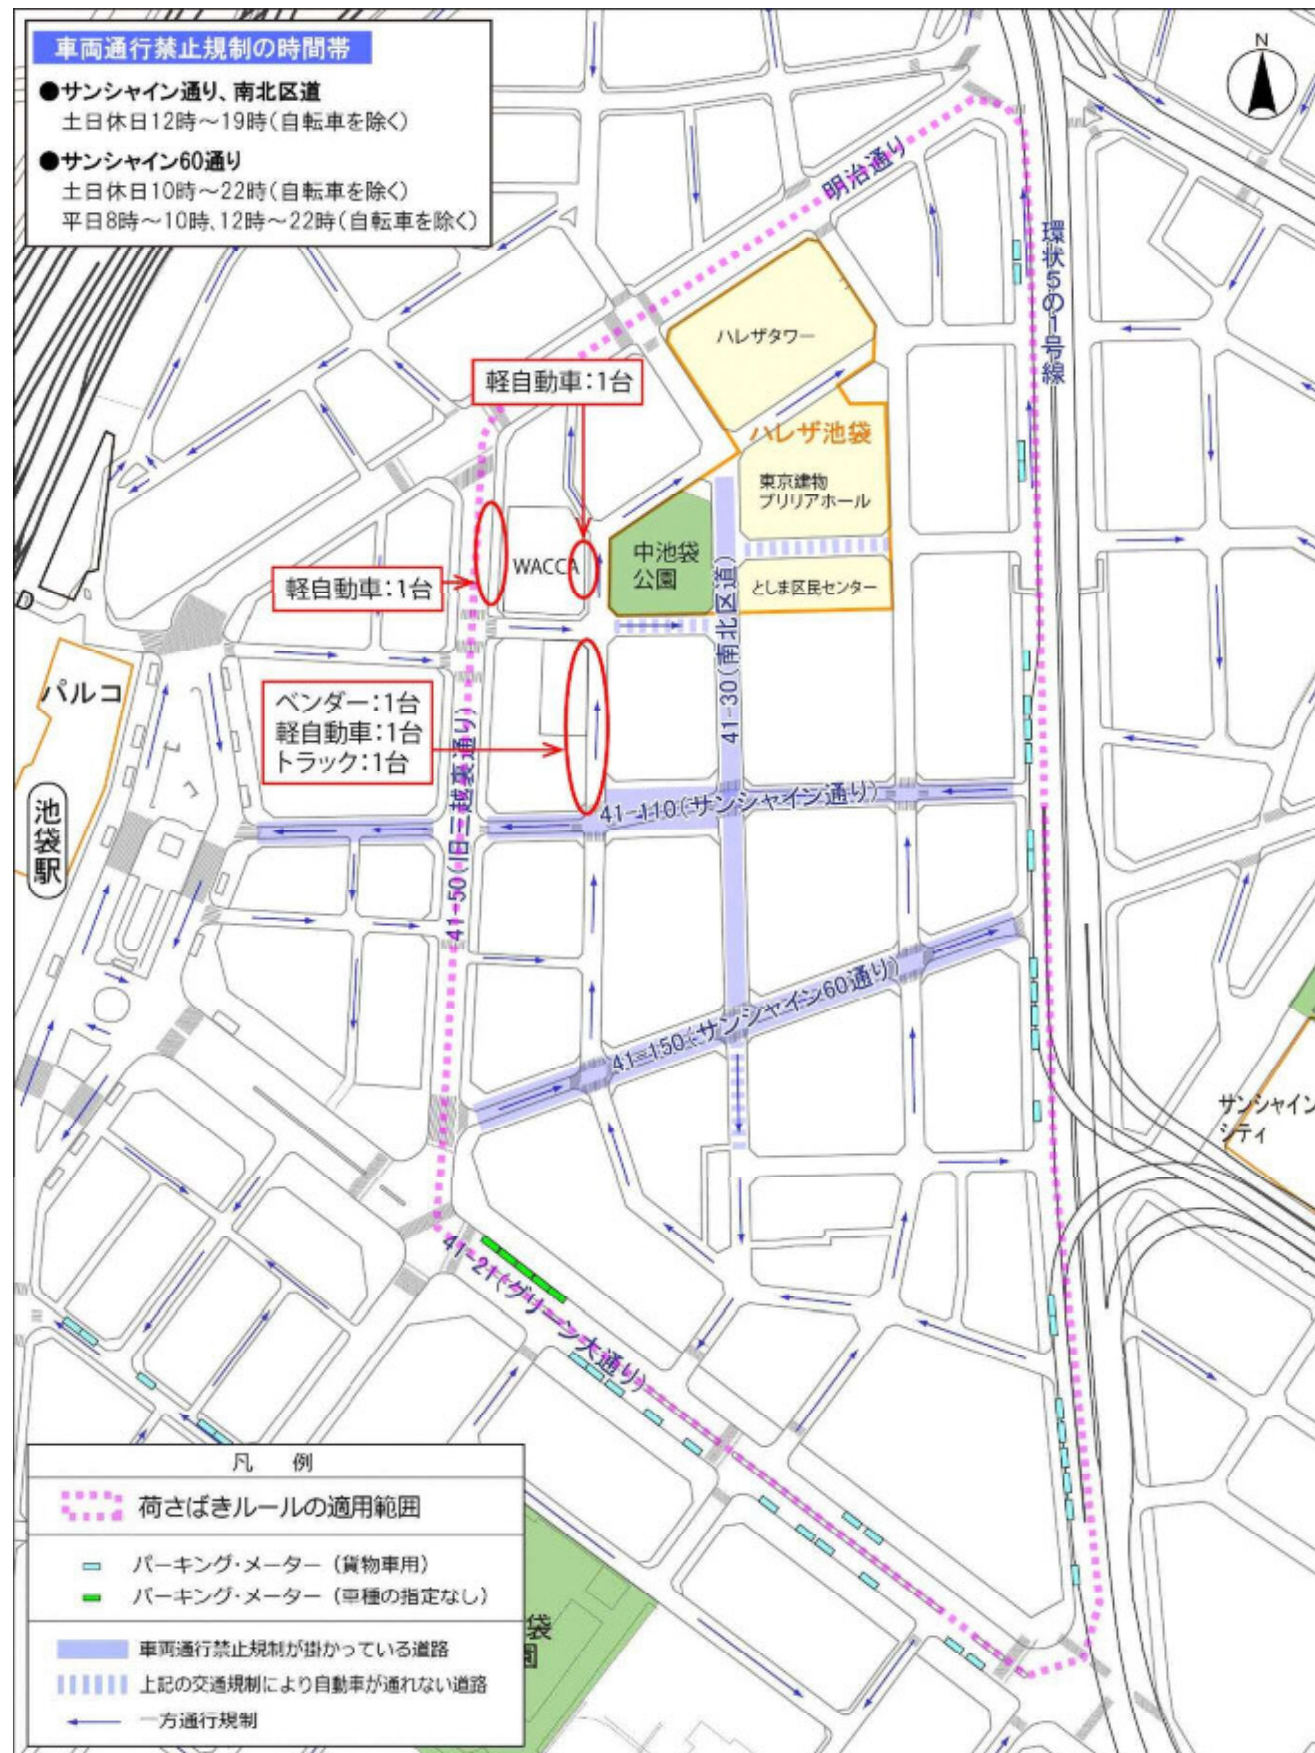 車両通行禁止規制の時間帯
●サンシャイン通り、南北区道
土日休日12時～19時(自転車を除く)
●サンシャイン60通り
土日休日10時～22時(自転車を除く)
平日8時～10時、12時～22時(自転車を除く)
N
明治通り
環状5の1号線
ハレザタワー
軽自動車:1台
ハレザ池袋
東京建物
ブリリアホール
WACCA
中池袋
公園
としま区民センター
軽自動車:1台
41-30(南北区道)
パルコ
ベンダー:1台
軽自動車:1台
トラック:1台
41-50(旧三越裏通り)
池袋駅
41-110(サンシャイン通り)
41-150(サンシャイン60通り)
サンシャイン
シティ
41-21(グリーン大通り)
凡 例
荷さばきルールの適用範囲
パーキング・メーター(貨物車用)
パーキング・メーター(車種の指定なし)
袋
園
車両通行禁止規制が掛かっている道路
上記の交通規制により自動車が通れない道路
一方通行規制